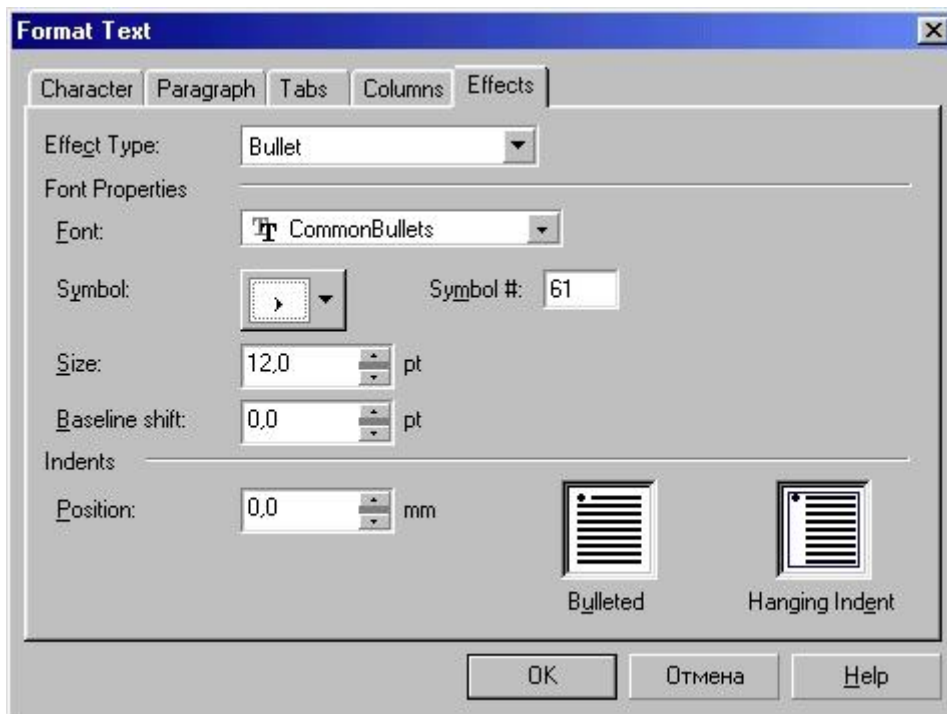 Format Text
Character Paragraph Tabs Columns Effects
Effect Type: Bullet
Font Properties
Font: CommonBullets
Symbol: Symbol #: 61
Size: 12,0 pt
Baseline shift: 0,0 pt
Indents
Position: 0,0 mm
Bulleted Hanging Indent
OK Отмена Help